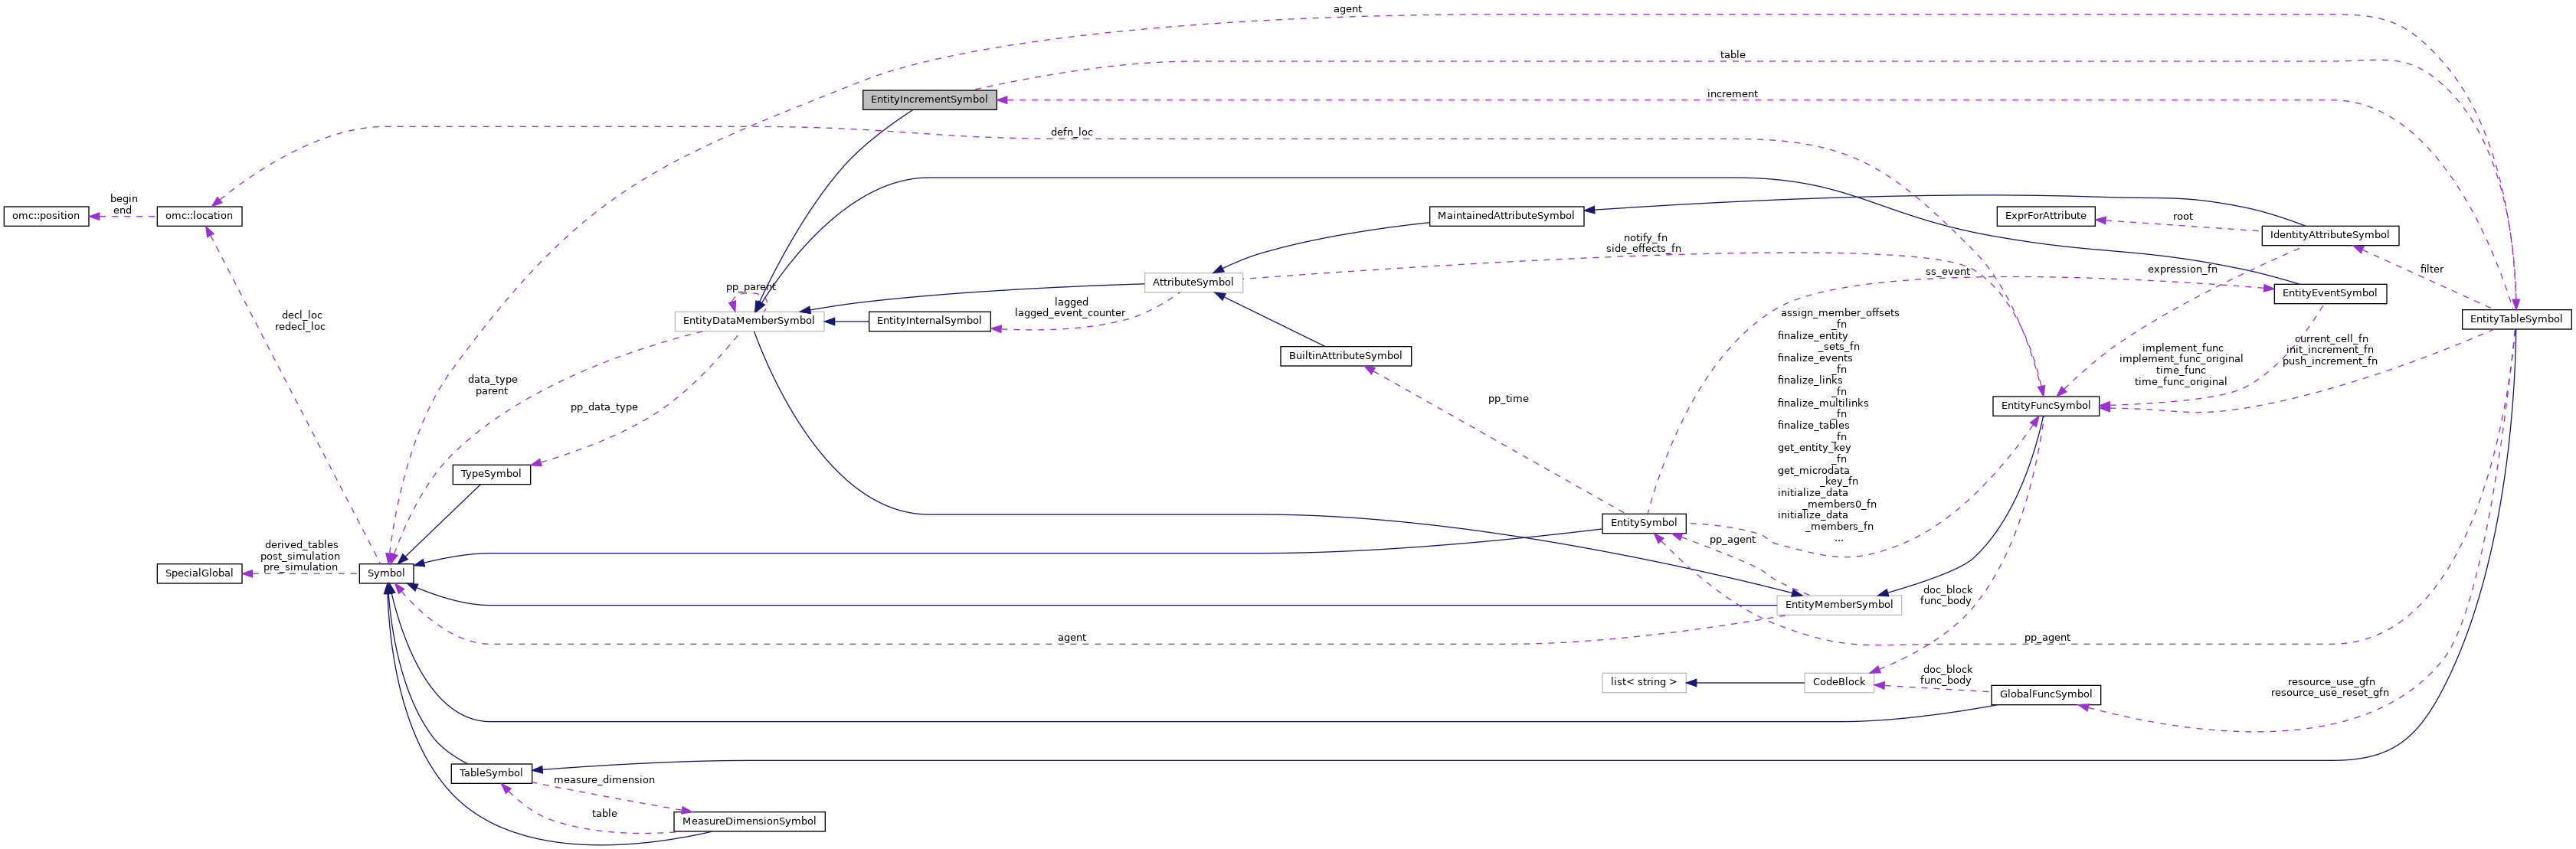 agent
table
EntityIncrementSymbol
increment
defn_loc
begin
end
omc::position
omc::location
MaintainedAttributeSymbol
ExprForAttribute
root
IdentityAttributeSymbol
notify_fn
side_effects_fn
ss_event
expression_fn
filter
pp_parent
AttributeSymbol
EntityEventSymbol
lagged
lagged_event_counter
decl_loc
redecl_loc
EntityDataMemberSymbol
EntityInternalSymbol
EntityTableSymbol
assign_member_offsets
_fn
finalize_entity
_sets_fn
finalize_events
_fn
finalize_links
_fn
finalize_multilinks
_fn
finalize_tables
_fn
get_entity_key
_fn
get_microdata
_key_fn
initialize_data
_members0_fn
initialize_data
_members_fn
...
BuiltinAttributeSymbol
implement_func
implement_func_original
time_func
time_func_original
current_cell_fn
init_increment_fn
push_increment_fn
data_type
parent
pp_data_type
pp_time
EntityFuncSymbol
TypeSymbol
EntitySymbol
pp_agent
derived_tables
post_simulation
pre_simulation
SpecialGlobal
Symbol
doc_block
func_body
EntityMemberSymbol
agent
pp_agent
list< string >
CodeBlock
doc_block
func_body
GlobalFuncSymbol
resource_use_gfn
resource_use_reset_gfn
TableSymbol
measure_dimension
table
MeasureDimensionSymbol